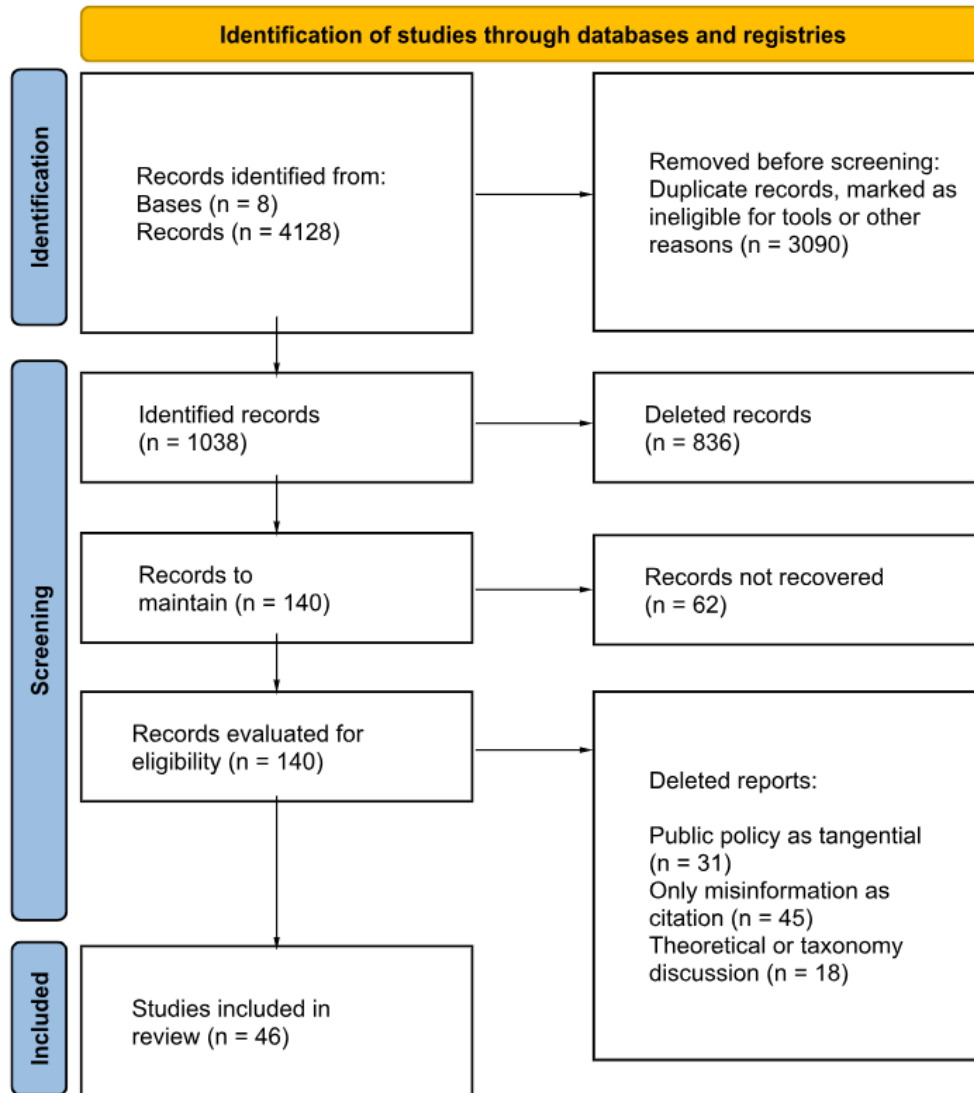 Identification of studies through databases and registries
Identification
Records identified from:
Bases (n = 8)
Records (n = 4128)
Removed before screening:
Duplicate records, marked as
ineligible for tools or other
reasons (n = 3090)
Screening
Identified records
(n = 1038)
Deleted records
(n = 836)
Records to
maintain (n = 140)
Records not recovered
(n = 62)
Records evaluated for
eligibility (n = 140)
Deleted reports:
Public policy as tangential
(n = 31)
Only misinformation as
citation (n = 45)
Theoretical or taxonomy
discussion (n = 18)
Included
Studies included in
review (n = 46)